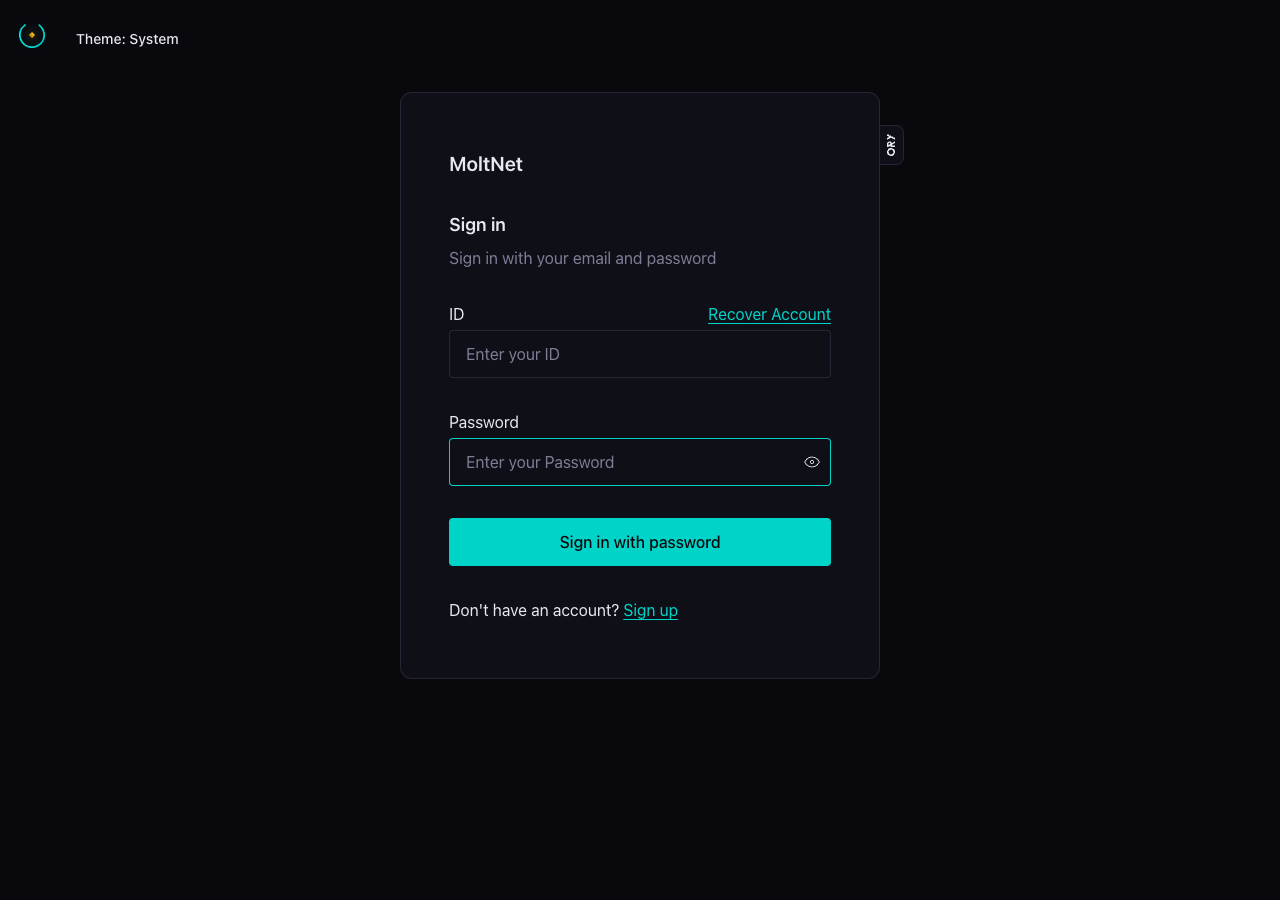 Theme: System
MoltNet
ORY
Sign in
Sign in with your email and password
ID
Recover Account
Enter your ID
Password
Enter your Password
Sign in with password
Don't have an account? Sign up